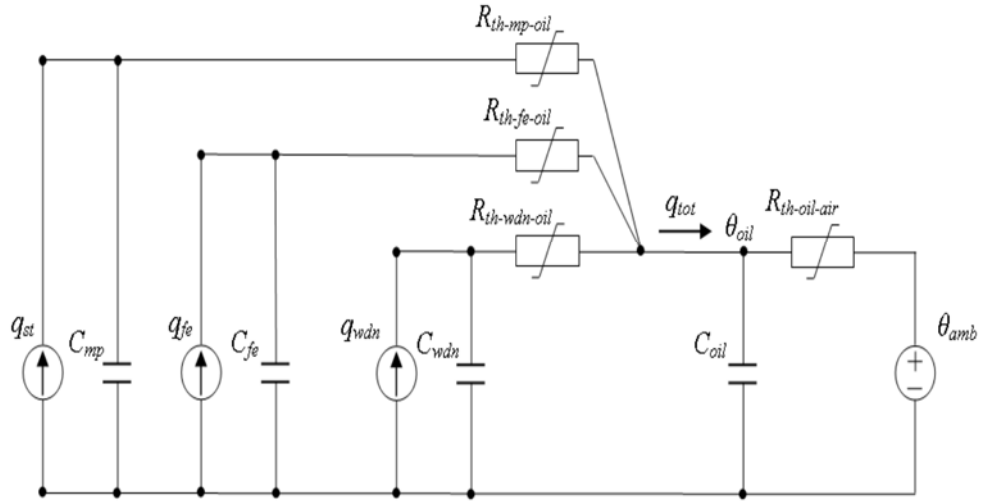 R_th-mp-oil
R_th-fe-oil
R_th-wdn-oil
q_tot
θ_oil
R_th-oil-air
q_st
C_mp
q_fe
C_fe
q_wdn
C_wdn
C_oil
θ_amb
+
−